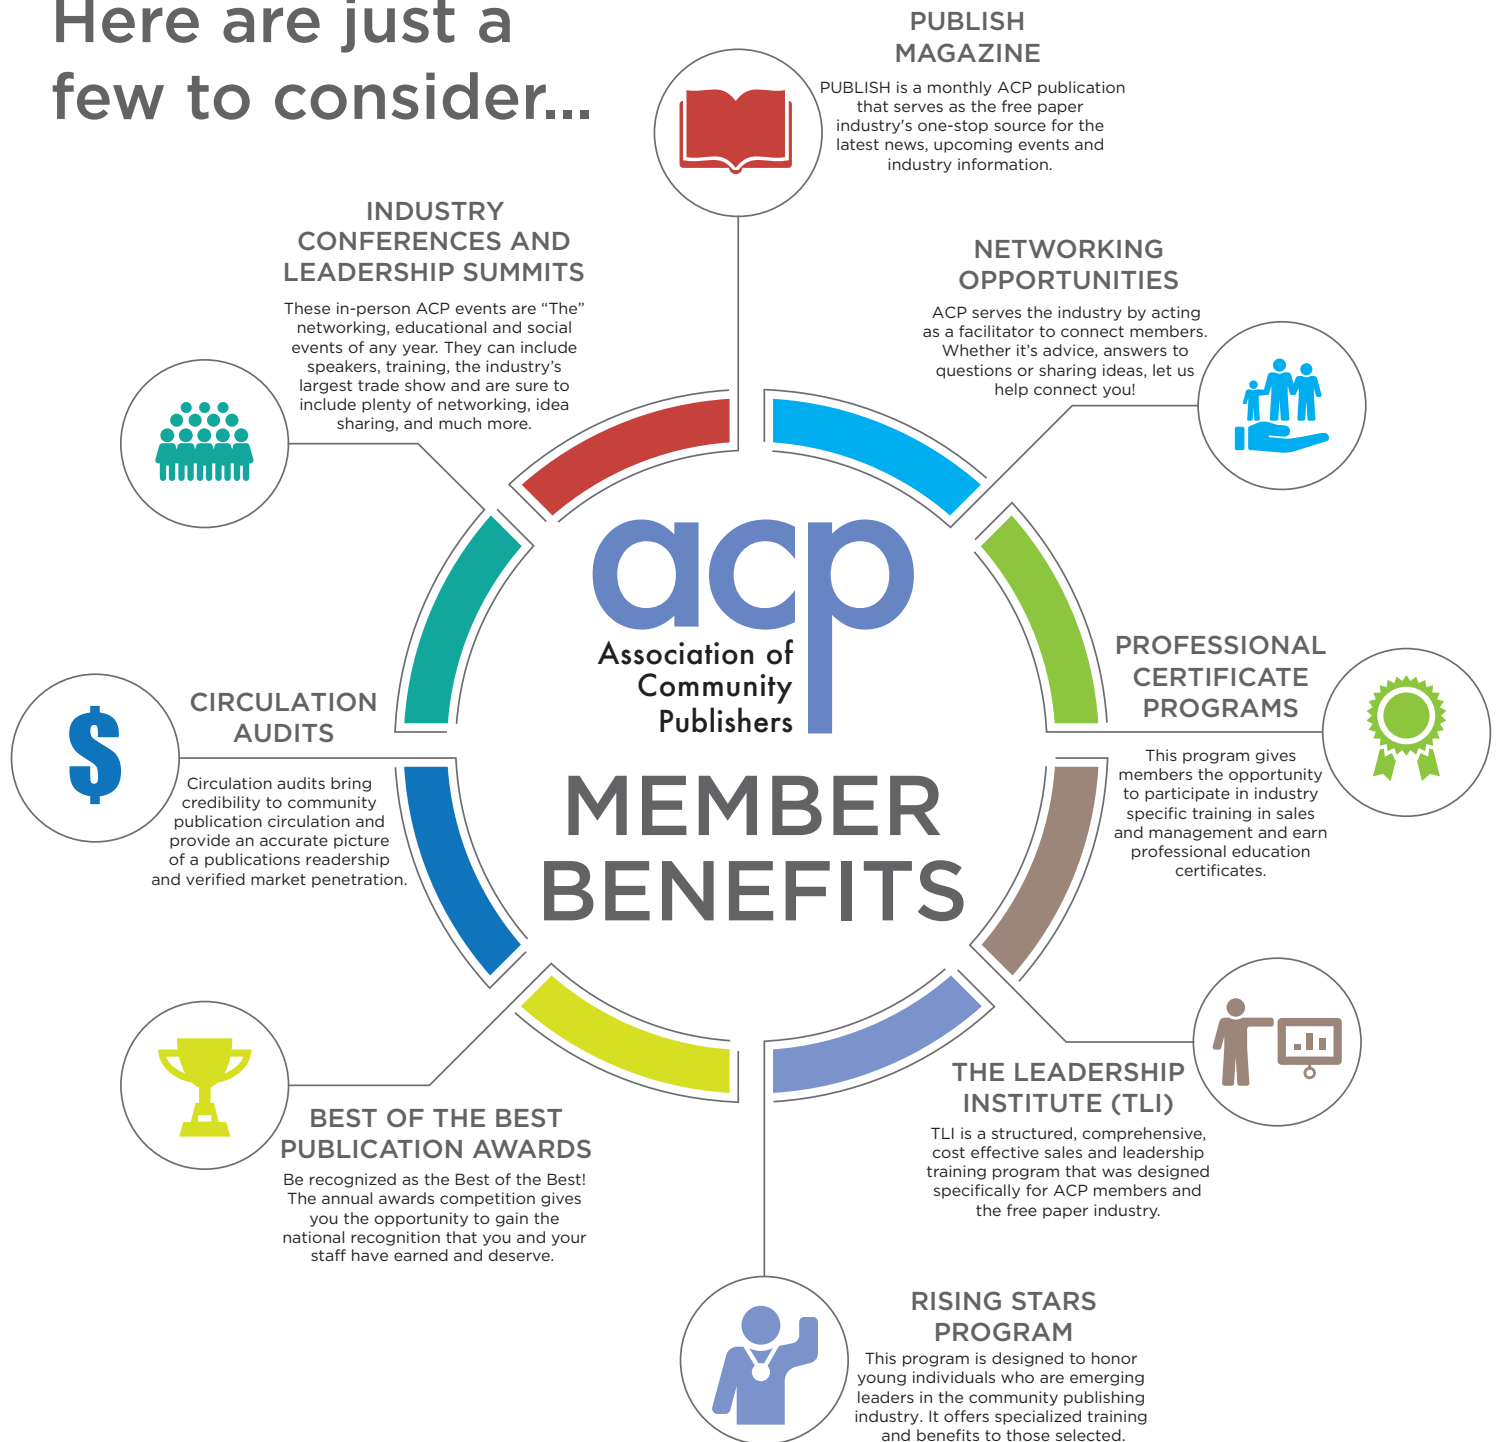 Here are just a
few to consider...
PUBLISH
MAGAZINE
PUBLISH is a monthly ACP publication
that serves as the free paper
industry's one-stop source for the
latest news, upcoming events and
industry information.
INDUSTRY
CONFERENCES AND
LEADERSHIP SUMMITS
These in-person ACP events are “The”
networking, educational and social
events of any year. They can include
speakers, training, the industry’s
largest trade show and are sure to
include plenty of networking, idea
sharing, and much more.
NETWORKING
OPPORTUNITIES
ACP serves the industry by acting
as a facilitator to connect members.
Whether it’s advice, answers to
questions or sharing ideas, let us
help connect you!
acp
Association of
Community
Publishers
MEMBER
BENEFITS
PROFESSIONAL
CERTIFICATE
PROGRAMS
This program gives
members the opportunity
to participate in industry
specific training in sales
and management and earn
professional education
certificates.
CIRCULATION
AUDITS
$
Circulation audits bring
credibility to community
publication circulation and
provide an accurate picture
of a publications readership
and verified market penetration.
THE LEADERSHIP
INSTITUTE (TLI)
TLI is a structured, comprehensive,
cost effective sales and leadership
training program that was designed
specifically for ACP members and
the free paper industry.
BEST OF THE BEST
PUBLICATION AWARDS
Be recognized as the Best of the Best!
The annual awards competition gives
you the opportunity to gain the
national recognition that you and your
staff have earned and deserve.
RISING STARS
PROGRAM
This program is designed to honor
young individuals who are emerging
leaders in the community publishing
industry. It offers specialized training
and benefits to those selected.